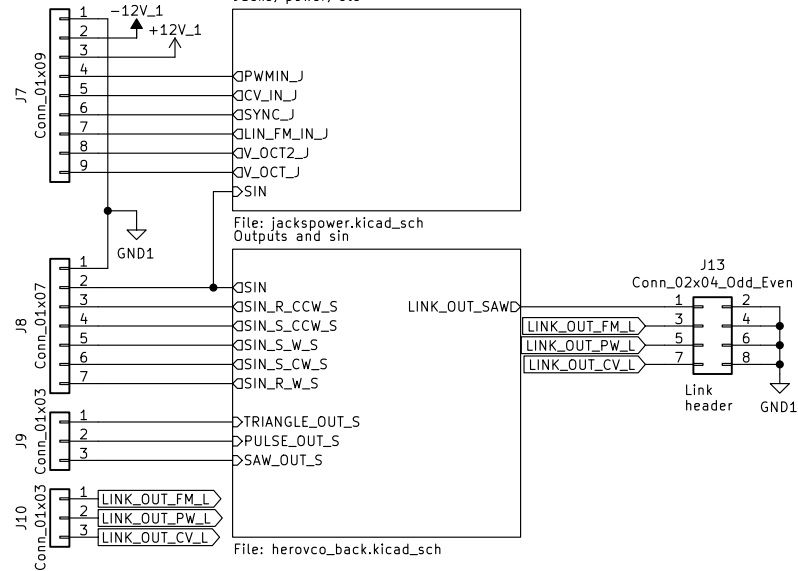 -12V_1
+12V_1
J7
Conn_01x09
1
2
3
4
5
6
7
8
9
PWMIN_J
CV_IN_J
SYNC_J
LIN_FM_IN_J
V_OCT2_J
V_OCT_J
SIN
File: jackspower.kicad_sch
Outputs and sin
GND1
J8
Conn_01x07
1
2
3
4
5
6
7
SIN
SIN_R_CCW_S
SIN_S_CCW_S
SIN_S_W_S
SIN_S_CW_S
SIN_R_W_S
LINK_OUT_SAW
J13
Conn_02x04_Odd_Even
1 2
LINK_OUT_FM_L 3 4
LINK_OUT_PW_L 5 6
LINK_OUT_CV_L 7 8
Link
header
GND1
J9
Conn_01x03
1
2
3
TRIANGLE_OUT_S
PULSE_OUT_S
SAW_OUT_S
J10
Conn_01x03
1 LINK_OUT_FM_L
2 LINK_OUT_PW_L
3 LINK_OUT_CV_L
File: herovco_back.kicad_sch